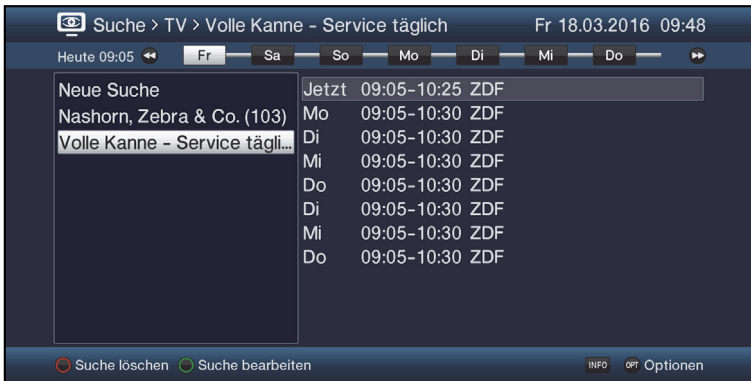 Suche > TV > Volle Kanne - Service täglich Fr 18.03.2016 09:48
Heute 09:05 Fr Sa So Mo Di Mi Do
Neue Suche
Nashorn, Zebra & Co. (103)
Volle Kanne - Service tägli...
Jetzt 09:05-10:25 ZDF
Mo 09:05-10:30 ZDF
Di 09:05-10:30 ZDF
Mi 09:05-10:30 ZDF
Do 09:05-10:30 ZDF
Di 09:05-10:30 ZDF
Mi 09:05-10:30 ZDF
Do 09:05-10:30 ZDF
Suche löschen Suche bearbeiten INFO OPT Optionen